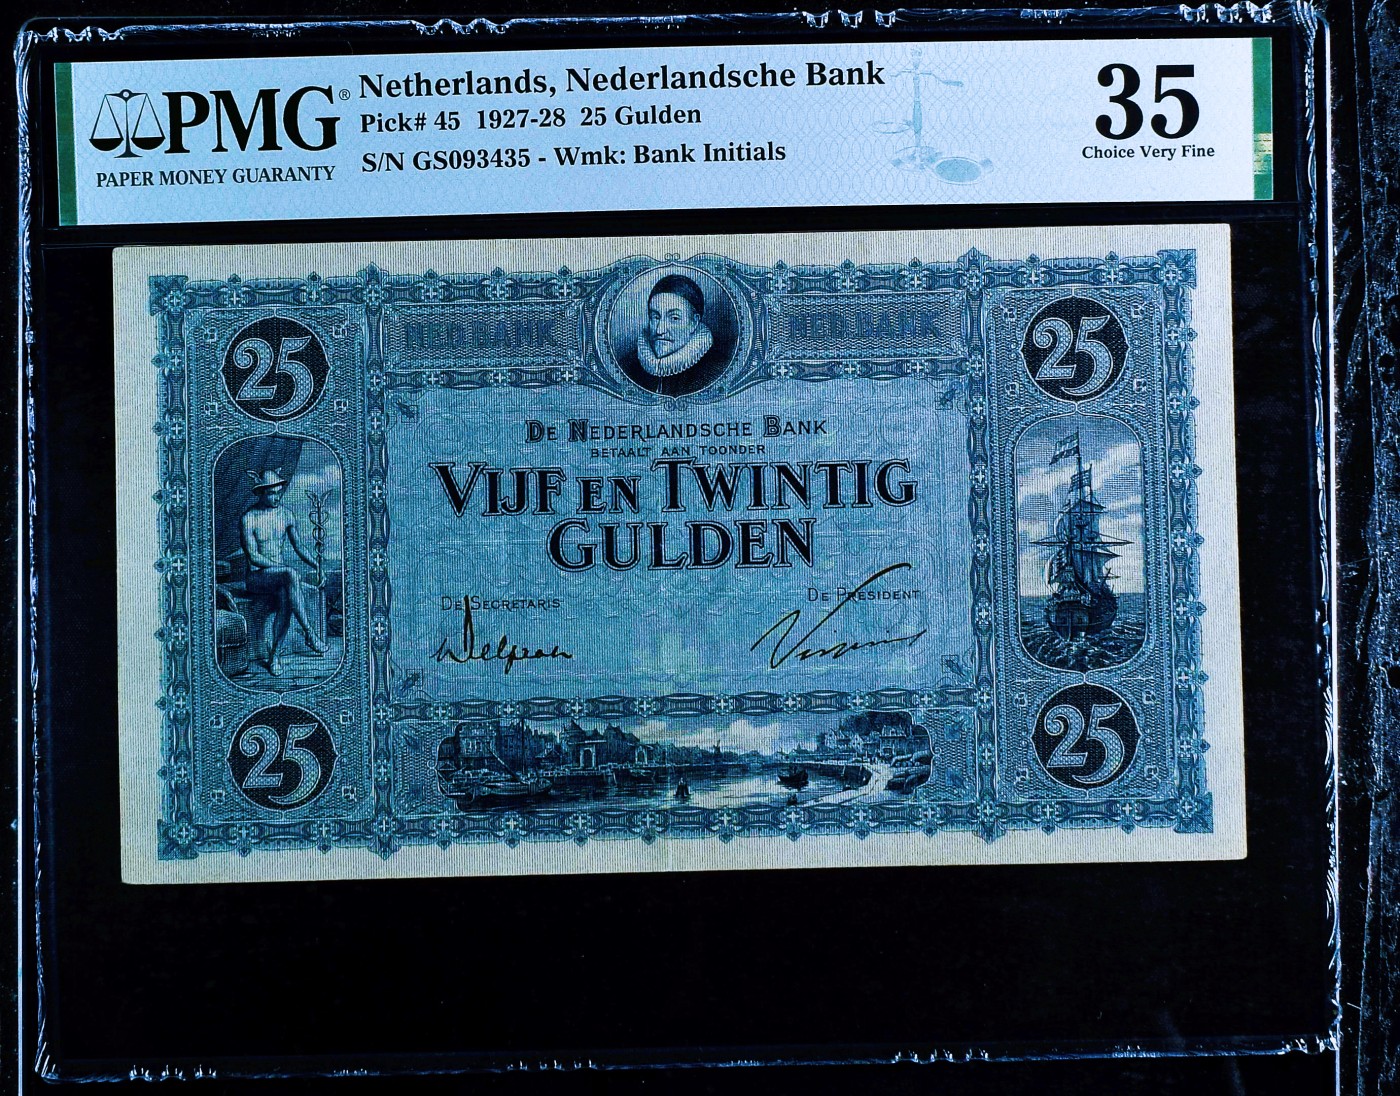 PMG®
PAPER MONEY GUARANTY
Netherlands, Nederlandsche Bank
Pick# 45 1927-28 25 Gulden
S/N GS093435 - Wmk: Bank Initials
35
Choice Very Fine
NED.BANK
NED.BANK
25
25
DE NEDERLANDSCHE BANK
BETAALT AAN TOONDER
VIJF EN TWINTIG
GULDEN
DE SECRETARIS
DE PRESIDENT
25
25